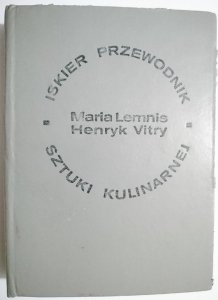 ISKIER PRZEWODNIK
Maria Lemnis
Henryk Vitry
SZTUKI KULINARNEJ